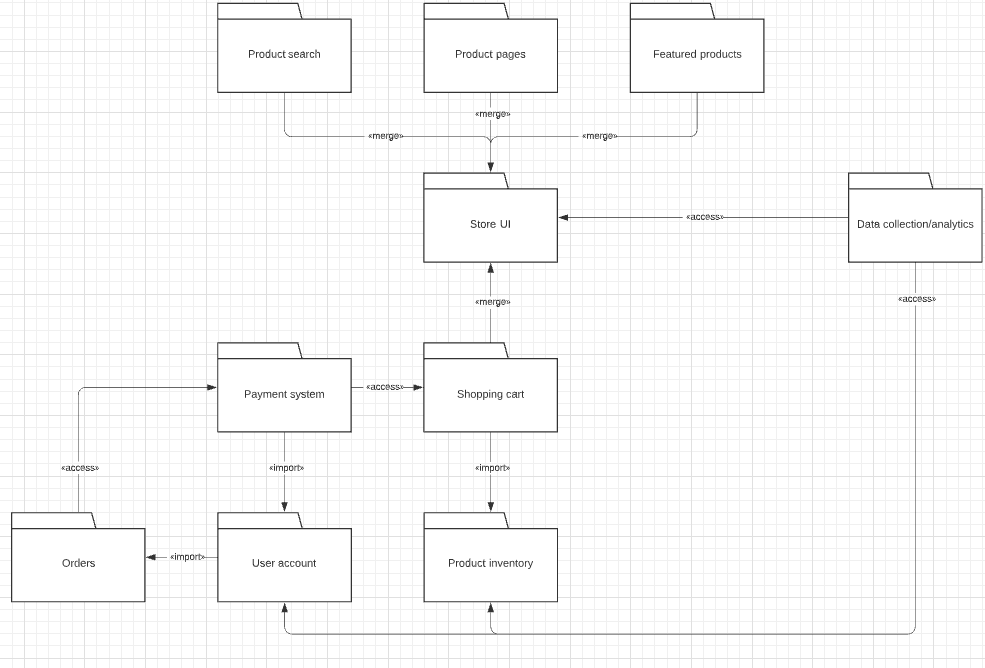 Product search
Product pages
Featured products
«merge»
«merge»
«merge»
Store UI
«access»
Data collection/analytics
«merge»
«access»
Payment system
«access»
Shopping cart
«access»
«import»
«import»
Orders
«import»
User account
Product inventory